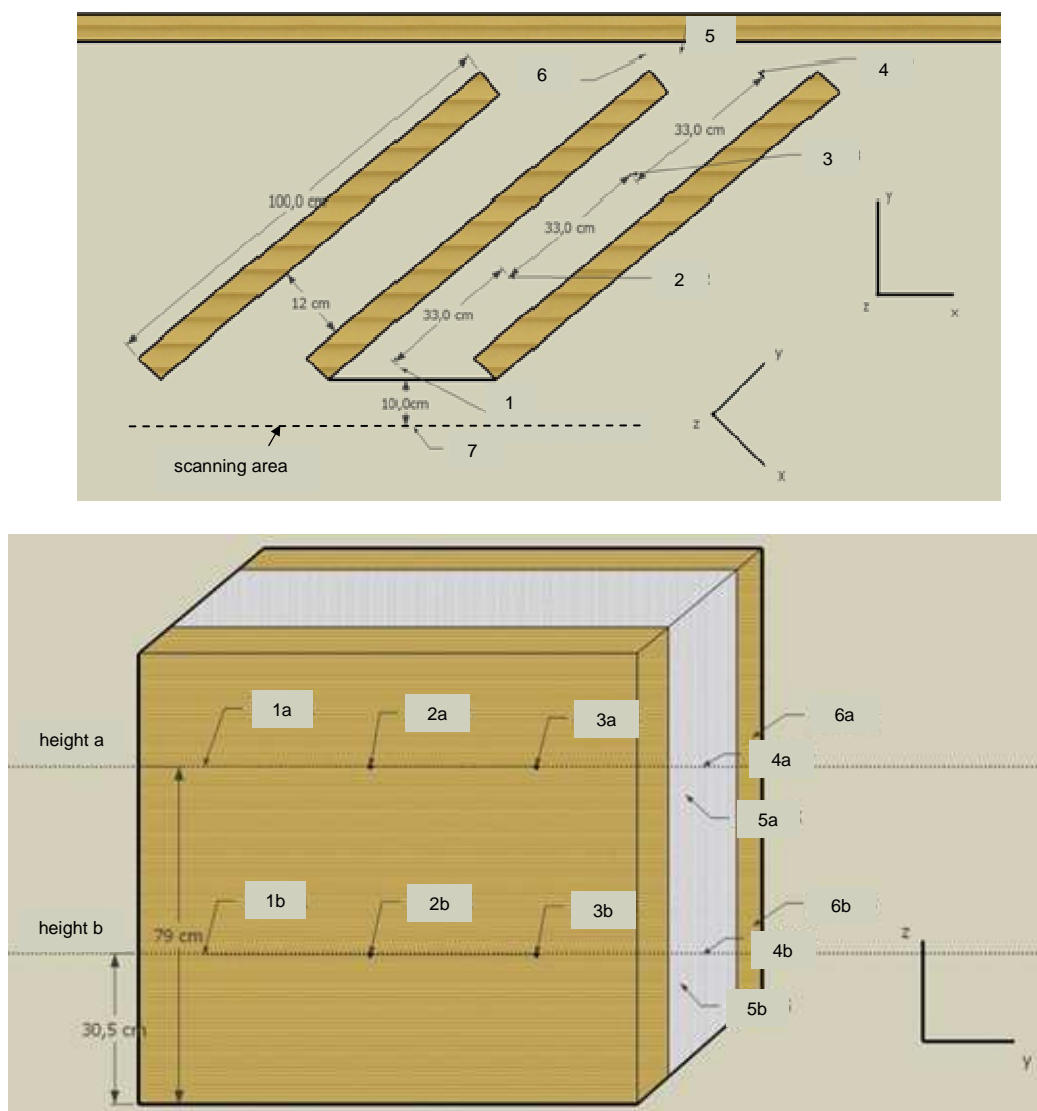 5
6
4
33,0 cm
3
100,0 cm
y
33,0 cm
2
12 cm
z
x
33,0 cm
y
1
10,0cm
z
7
scanning area
x
6a
1a
2a
3a
height a
4a
5a
1b
2b
3b
6b
height b
79 cm
z
4b
5b
30,5 cm
y